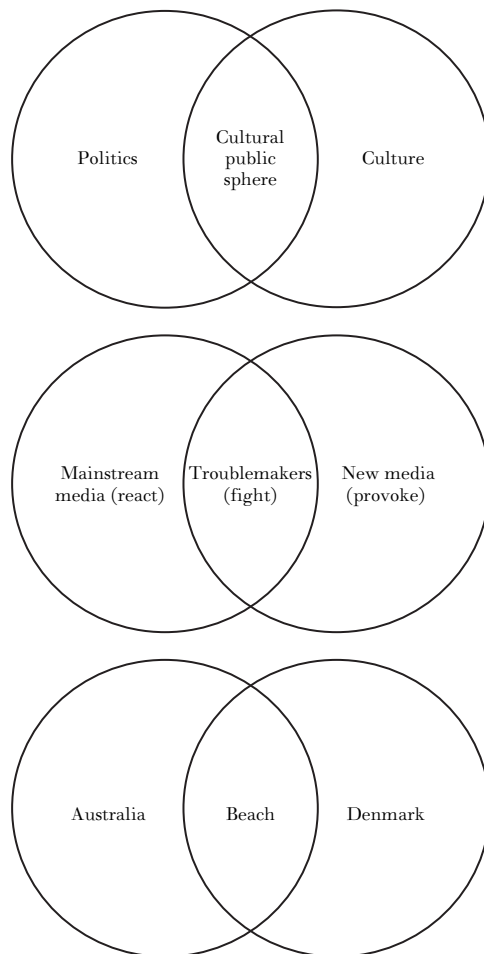 Politics
Cultural
public
sphere
Culture
Mainstream
media (react)
Troublemakers
(fight)
New media
(provoke)
Australia
Beach
Denmark